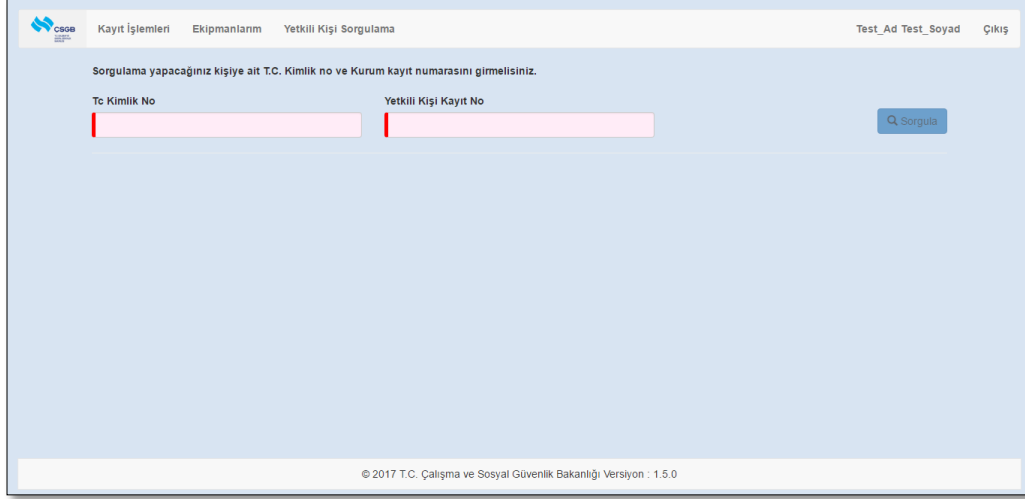 ÇSGB
Kayıt İşlemleri Ekipmanlarım Yetkili Kişi Sorgulama Test_Ad Test_Soyad Çıkış
Sorgulama yapacağınız kişiye ait T.C. Kimlik no ve Kurum kayıt numarasını girmelisiniz.
Tc Kimlik No Yetkili Kişi Kayıt No
Sorgula
© 2017 T.C. Çalışma ve Sosyal Güvenlik Bakanlığı Versiyon : 1.5.0